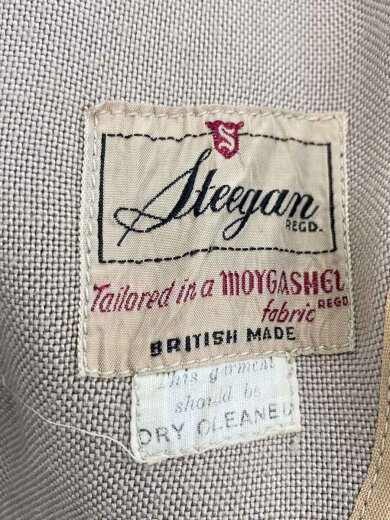 S
Steegan
REGD.
Tailored in a MOYGASHEL
REGD
fabric
BRITISH MADE
This garment
should be
DRY CLEANED